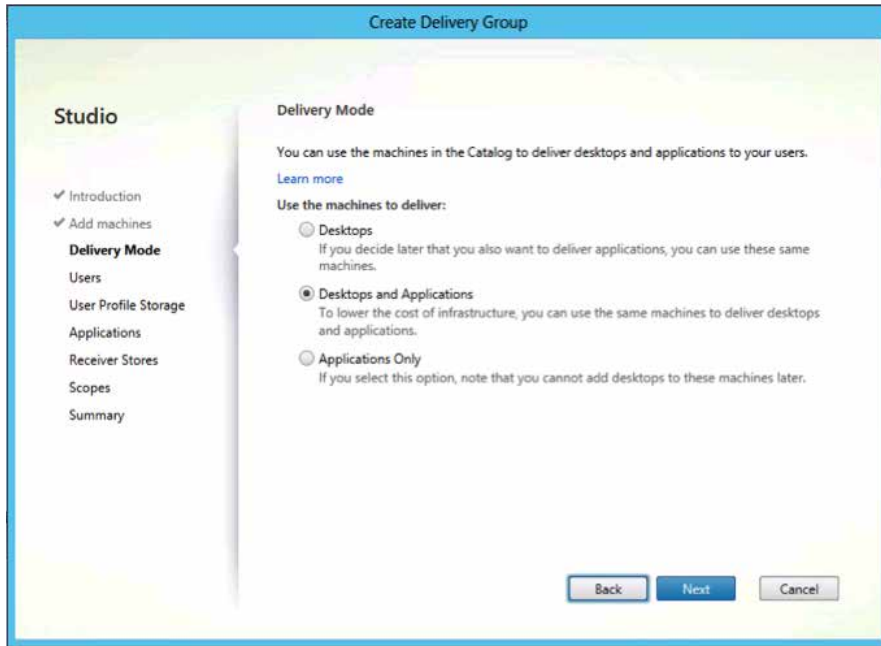 Create Delivery Group
Studio
Introduction
Add machines
Delivery Mode
Users
User Profile Storage
Applications
Receiver Stores
Scopes
Summary
Delivery Mode
You can use the machines in the Catalog to deliver desktops and applications to your users.
Learn more
Use the machines to deliver:
Desktops
If you decide later that you also want to deliver applications, you can use these same
machines.
Desktops and Applications
To lower the cost of infrastructure, you can use the same machines to deliver desktops
and applications.
Applications Only
If you select this option, note that you cannot add desktops to these machines later.
Back
Next
Cancel